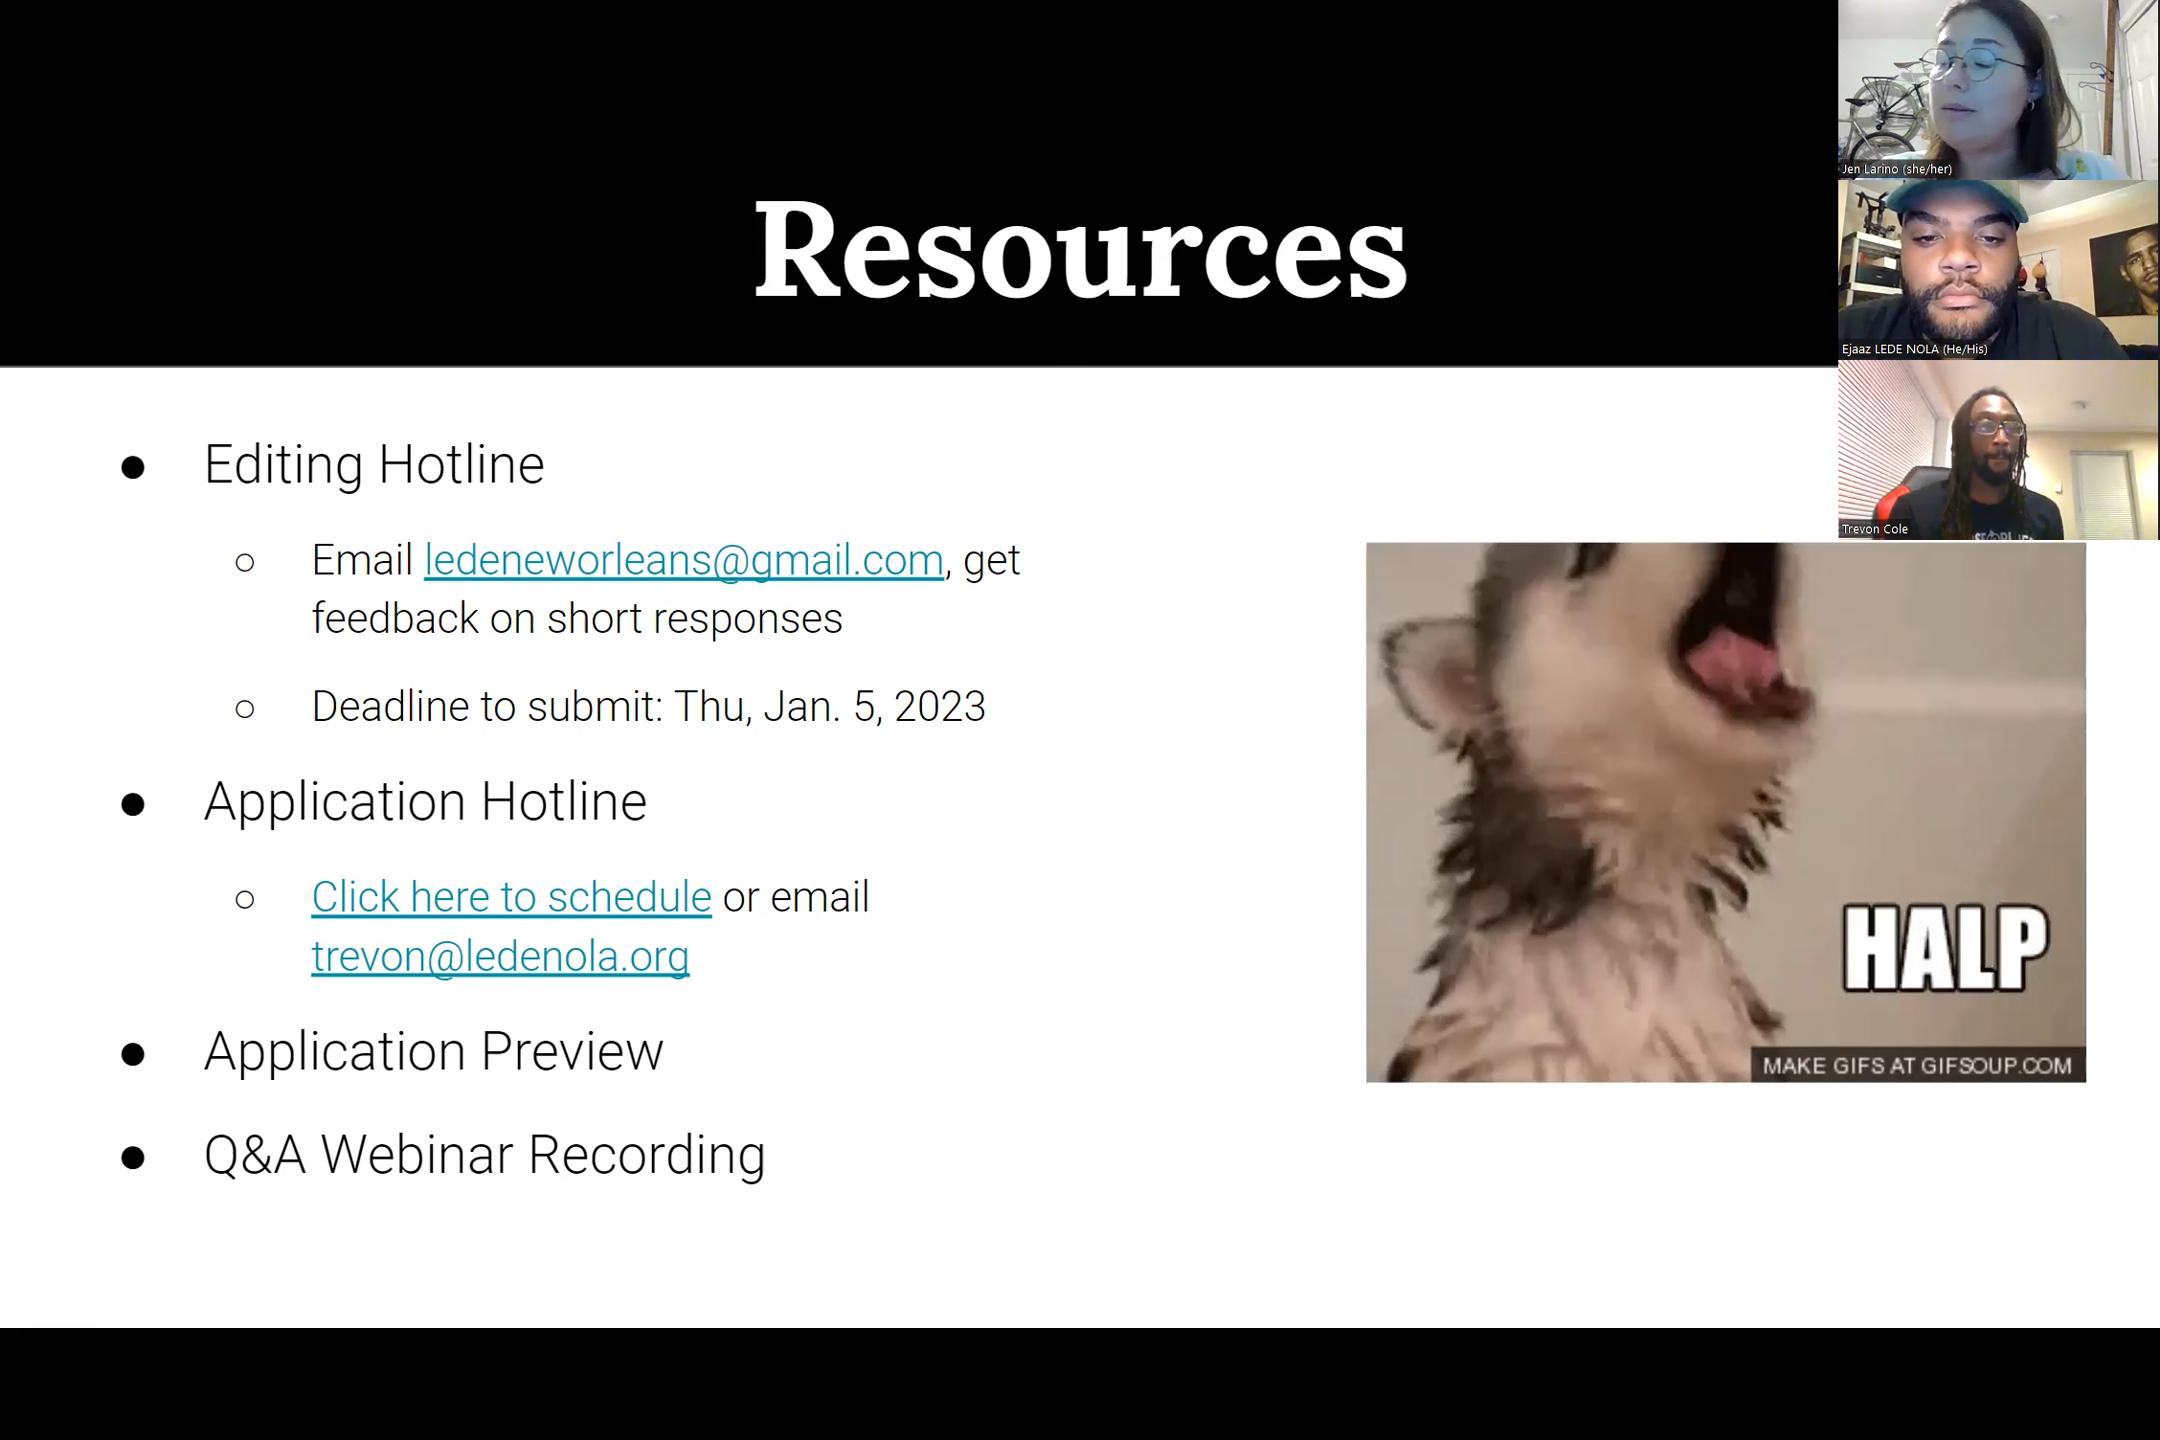 Resources
Jen Larino (she/her)
Ejaaz LEDE NOLA (He/His)
Trevon Cole
● Editing Hotline
○ Email ledeneworleans@gmail.com, get
feedback on short responses
○ Deadline to submit: Thu, Jan. 5, 2023
● Application Hotline
○ Click here to schedule or email
trevon@ledenola.org
● Application Preview
● Q&A Webinar Recording
HALP
MAKE GIFS AT GIFSOUP.COM